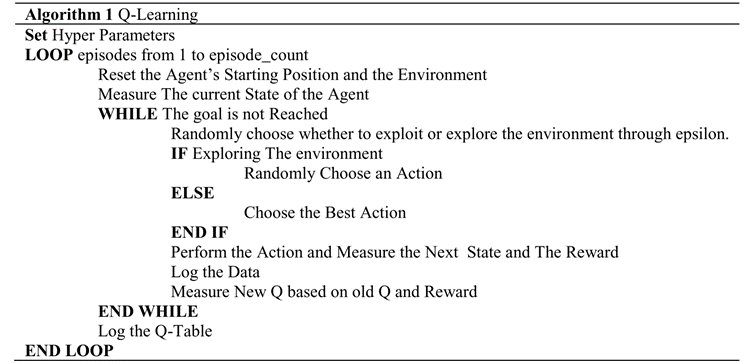 Algorithm 1 Q-Learning
Set Hyper Parameters
LOOP episodes from 1 to episode_count
Reset the Agent's Starting Position and the Environment
Measure The current State of the Agent
WHILE The goal is not Reached
Randomly choose whether to exploit or explore the environment through epsilon.
IF Exploring The environment
Randomly Choose an Action
ELSE
Choose the Best Action
END IF
Perform the Action and Measure the Next State and The Reward
Log the Data
Measure New Q based on old Q and Reward
END WHILE
Log the Q-Table
END LOOP